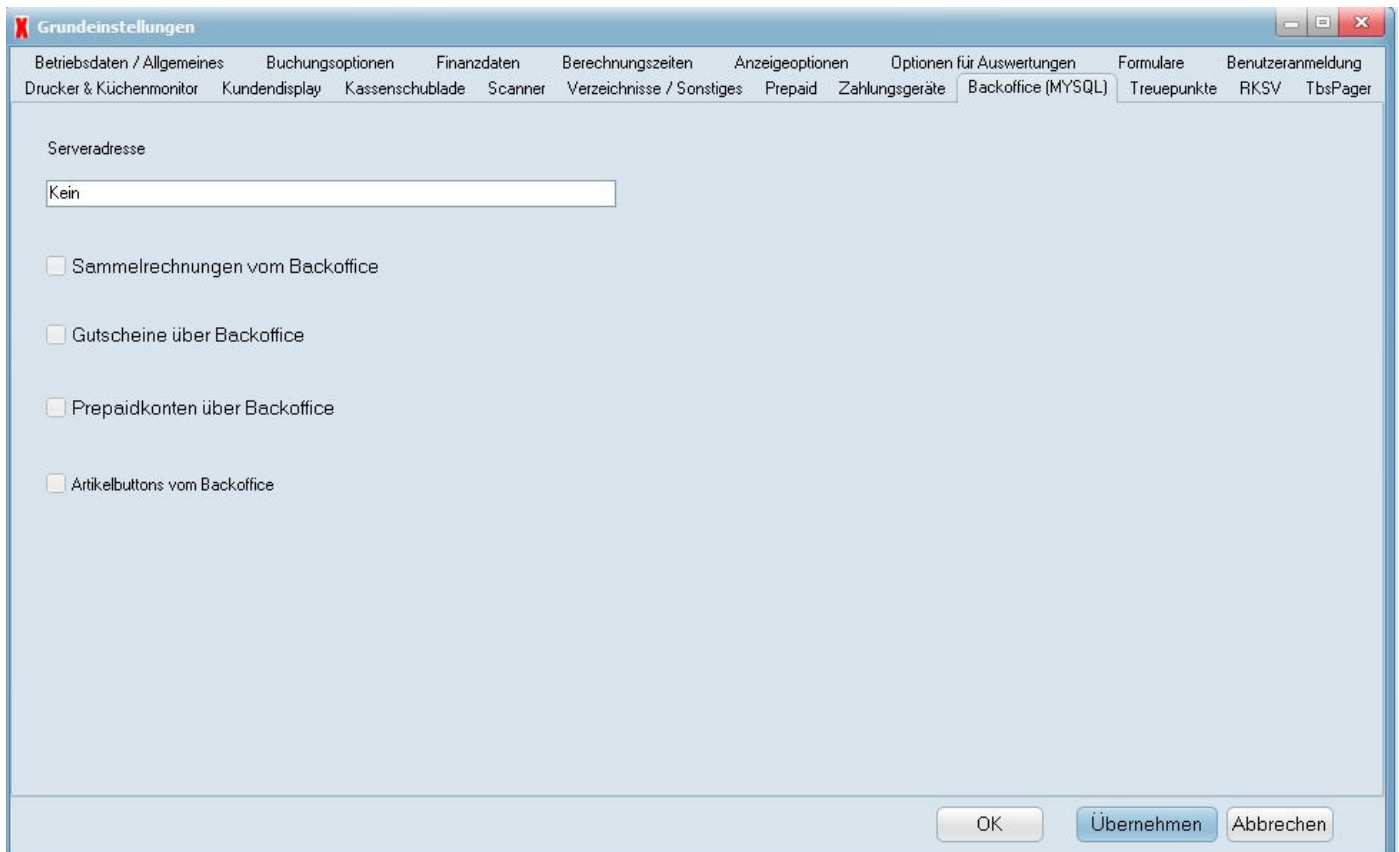 Grundeinstellungen
Betriebsdaten / Allgemeines Buchungsoptionen Finanzdaten Berechnungszeiten Anzeigeoptionen Optionen für Auswertungen Formulare Benutzeranmeldung
Drucker & Küchenmonitor Kundendisplay Kassenschublade Scanner Verzeichnisse / Sonstiges Prepaid Zahlungsgeräte Backoffice (MYSQL) Treuepunkte RKSV TbsPager
Serveradresse
Kein
Sammelrechnungen vom Backoffice
Gutscheine über Backoffice
Prepaidkonten über Backoffice
Artikelbuttons vom Backoffice
OK Übernehmen Abbrechen